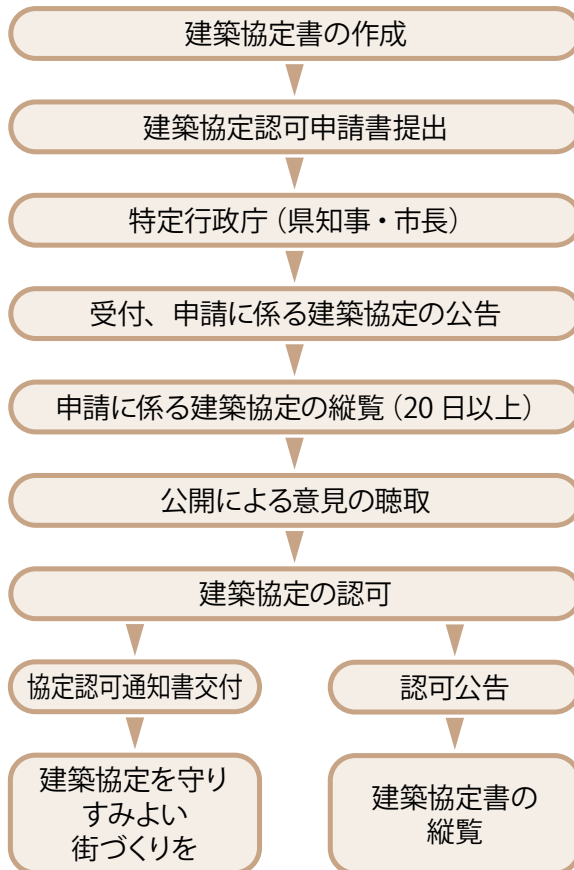 建築協定書の作成
建築協定認可申請書提出
特定行政庁（県知事・市長）
受付、申請に係る建築協定の公告
申請に係る建築協定の縦覧（20 日以上）
公開による意見の聴取
建築協定の認可
協定認可通知書交付
認可公告
建築協定を守り
すみよい
街づくりを
建築協定書の
縦覧